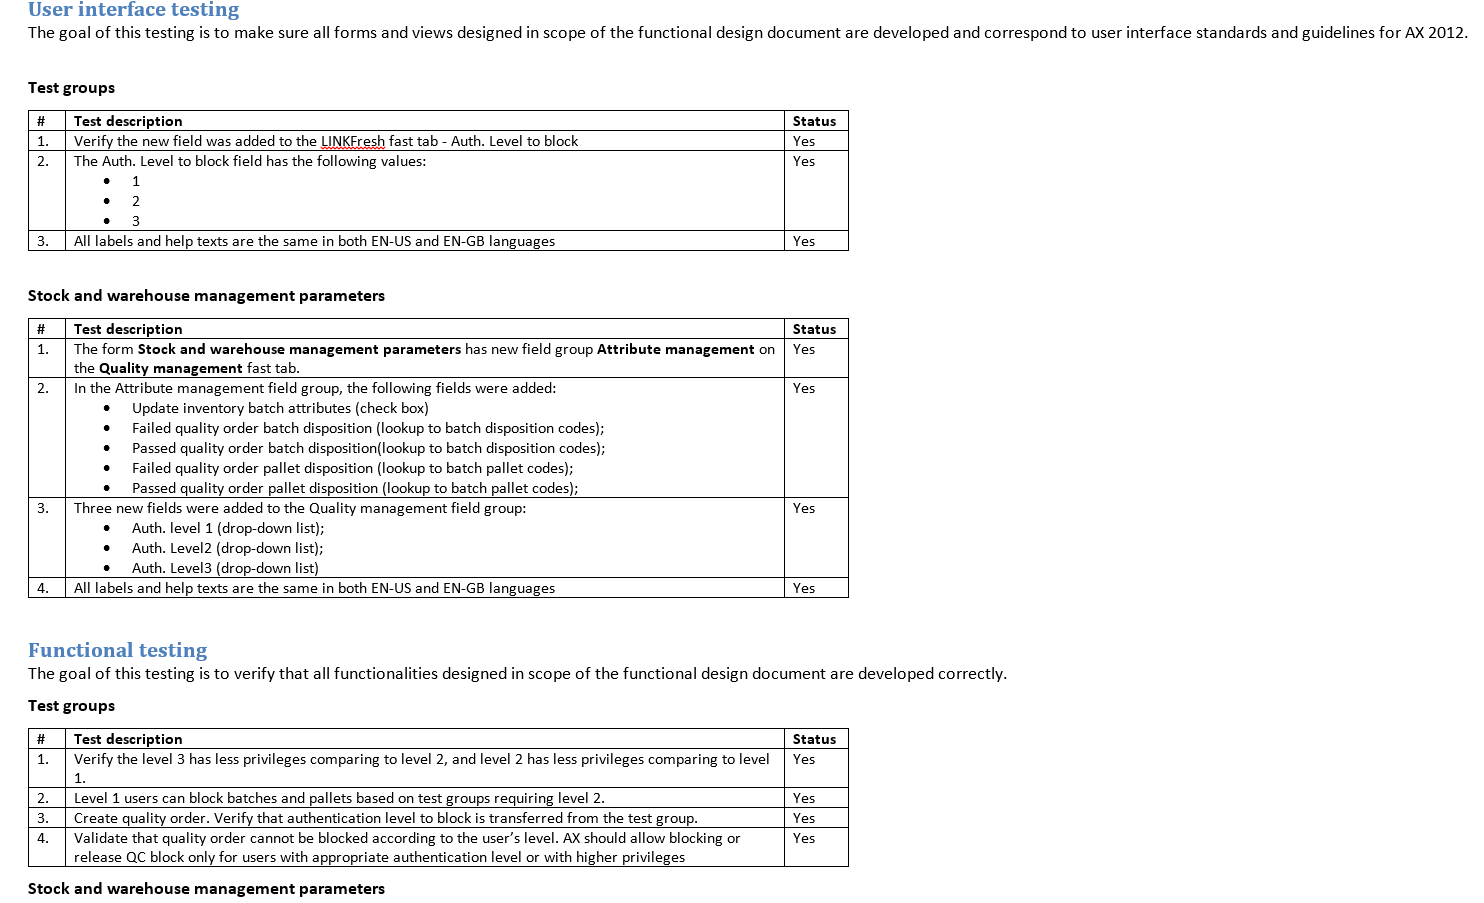 User interface testing
The goal of this testing is to make sure all forms and views designed in scope of the functional design document are developed and correspond to user interface standards and guidelines for AX 2012.
Test groups
# Test description Status
1. Verify the new field was added to the LINKFresh fast tab - Auth. Level to block Yes
2. The Auth. Level to block field has the following values: Yes
• 1
• 2
• 3
3. All labels and help texts are the same in both EN-US and EN-GB languages Yes
Stock and warehouse management parameters
# Test description Status
1. The form Stock and warehouse management parameters has new field group Attribute management on Yes
the Quality management fast tab.
2. In the Attribute management field group, the following fields were added: Yes
• Update inventory batch attributes (check box)
• Failed quality order batch disposition (lookup to batch disposition codes);
• Passed quality order batch disposition(lookup to batch disposition codes);
• Failed quality order pallet disposition (lookup to batch pallet codes);
• Passed quality order pallet disposition (lookup to batch pallet codes);
3. Three new fields were added to the Quality management field group: Yes
• Auth. level 1 (drop-down list);
• Auth. Level2 (drop-down list);
• Auth. Level3 (drop-down list)
4. All labels and help texts are the same in both EN-US and EN-GB languages Yes
Functional testing
The goal of this testing is to verify that all functionalities designed in scope of the functional design document are developed correctly.
Test groups
# Test description Status
1. Verify the level 3 has less privileges comparing to level 2, and level 2 has less privileges comparing to level Yes
1.
2. Level 1 users can block batches and pallets based on test groups requiring level 2. Yes
3. Create quality order. Verify that authentication level to block is transferred from the test group. Yes
4. Validate that quality order cannot be blocked according to the user’s level. AX should allow blocking or Yes
release QC block only for users with appropriate authentication level or with higher privileges
Stock and warehouse management parameters